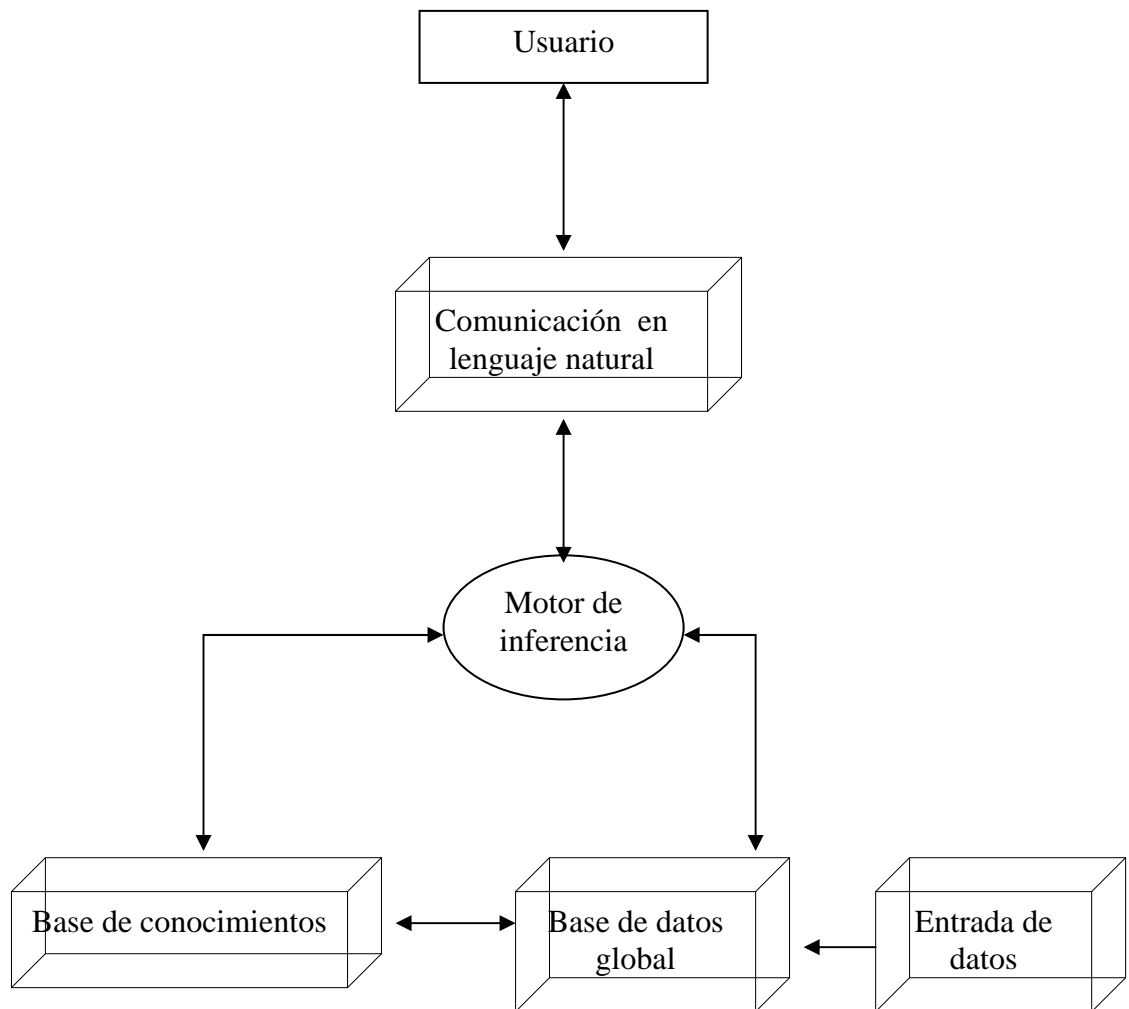 Usuario
Comunicación en
lenguaje natural
Motor de
inferencia
Base de conocimientos
Base de datos
global
Entrada de
datos